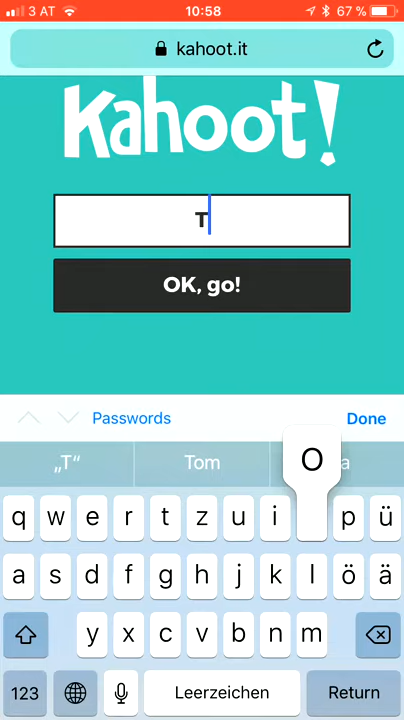 3 AT 10:58 67 %
kahoot.it
Kahoot!
T
OK, go!
Passwords Done
„T“ Tom a
O
q w e r t z u i p ü
a s d f g h j k l ö ä
y x c v b n m
123 Leerzeichen Return